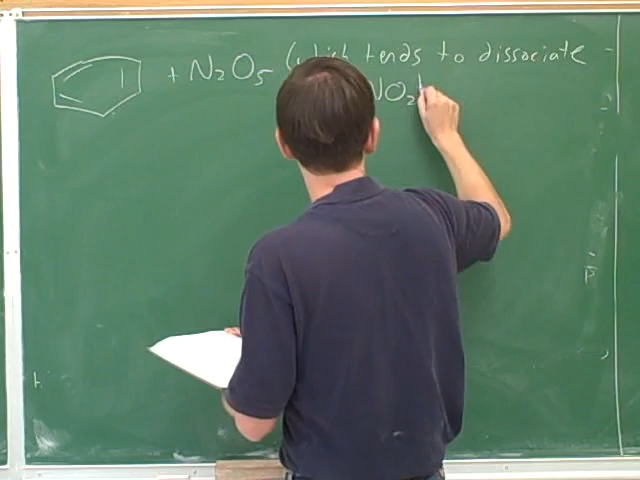 + N₂O₅ (which tends to dissociate
NO₂